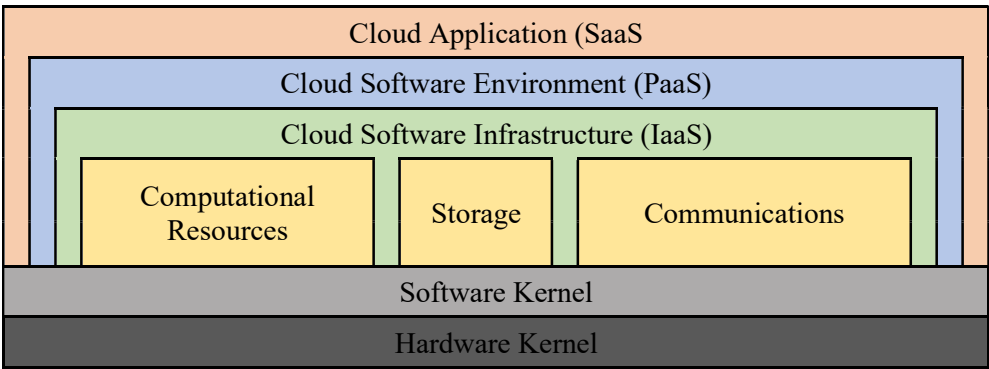 Cloud Application (SaaS
Cloud Software Environment (PaaS)
Cloud Software Infrastructure (IaaS)
Computational
Resources
Storage
Communications
Software Kernel
Hardware Kernel